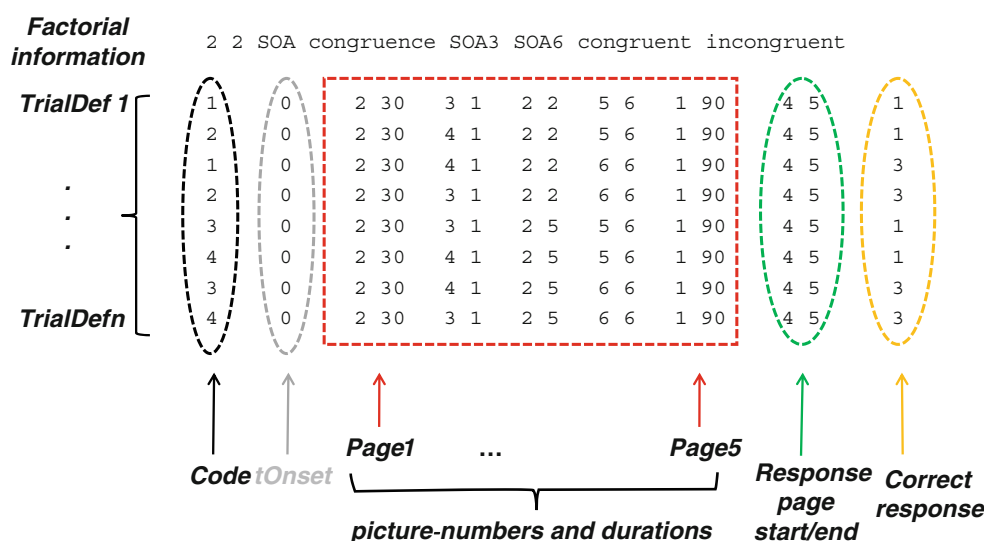 Factorial
information
2 2 SOA congruence SOA3 SOA6 congruent incongruent
TrialDef 1 1 0 2 30 3 1 2 2 5 6 1 90 4 5 1
2 0 2 30 4 1 2 2 5 6 1 90 4 5 1
1 0 2 30 4 1 2 2 6 6 1 90 4 5 3
. 2 0 2 30 3 1 2 2 6 6 1 90 4 5 3
. 3 0 2 30 3 1 2 5 5 6 1 90 4 5 1
. 4 0 2 30 4 1 2 5 5 6 1 90 4 5 1
3 0 2 30 4 1 2 5 6 6 1 90 4 5 3
TrialDefn 4 0 2 30 3 1 2 5 6 6 1 90 4 5 3
Code tOnset Page1 ... Page5 Response
page
start/end
Correct
response
picture-numbers and durations